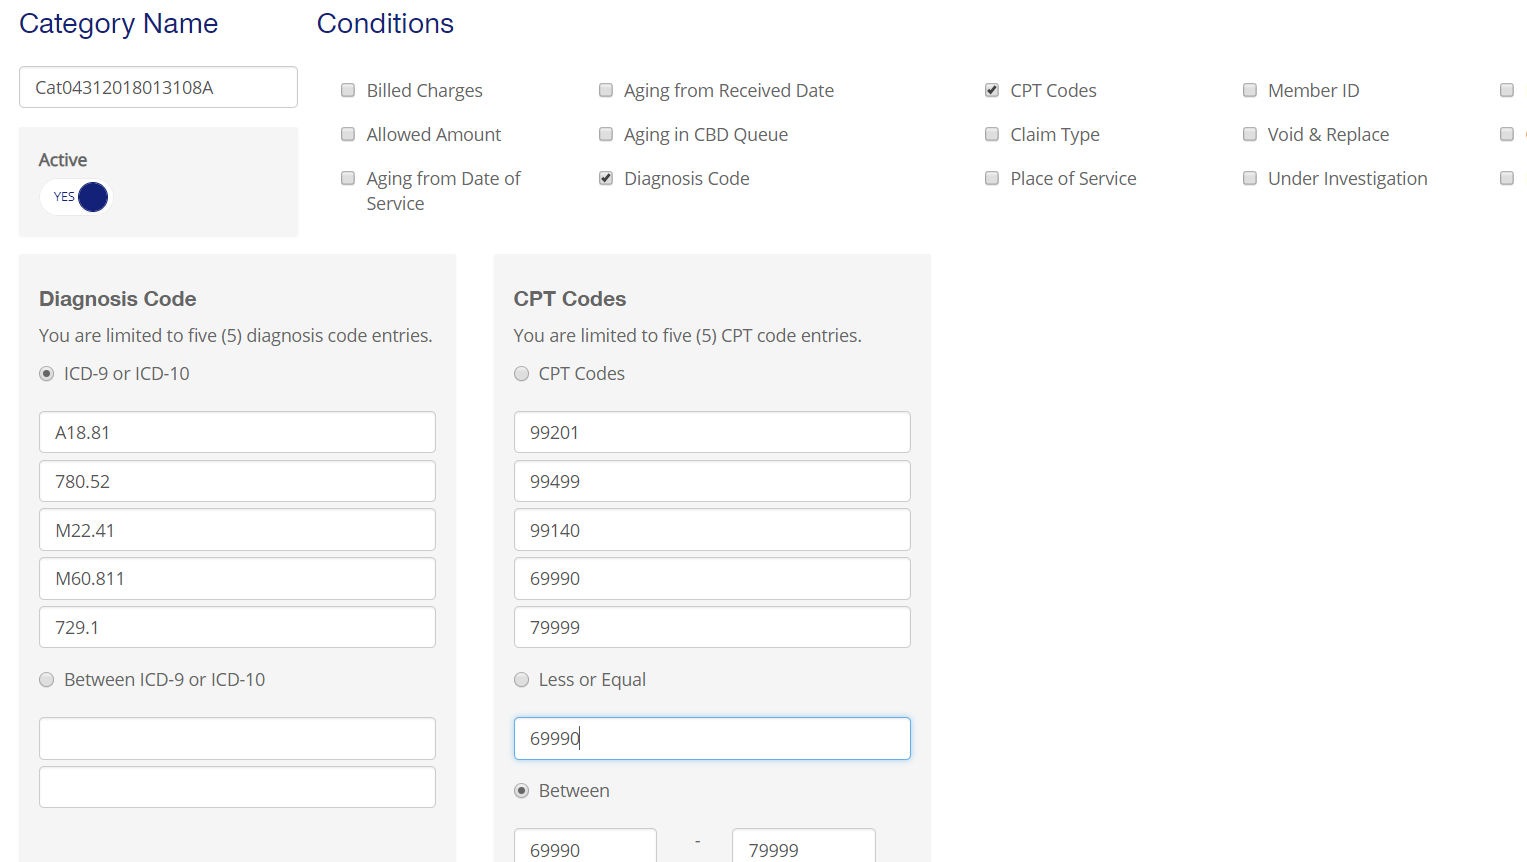 Category Name
Conditions
Cat04312018013108A
Active
YES
Billed Charges
Allowed Amount
Aging from Date of
Service
Aging from Received Date
Aging in CBD Queue
Diagnosis Code
CPT Codes
Claim Type
Place of Service
Member ID
Void & Replace
Under Investigation
Diagnosis Code
You are limited to five (5) diagnosis code entries.
ICD-9 or ICD-10
A18.81
780.52
M22.41
M60.811
729.1
Between ICD-9 or ICD-10
CPT Codes
You are limited to five (5) CPT code entries.
CPT Codes
99201
99499
99140
69990
79999
Less or Equal
69990
Between
69990 - 79999